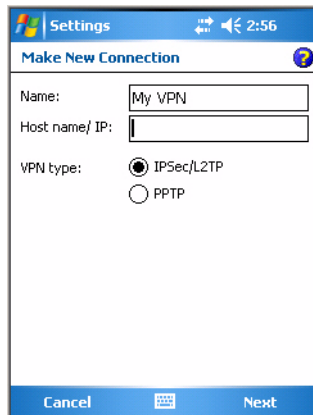 Settings 2:56
Make New Connection ?
Name: My VPN
Host name/ IP:
VPN type: IPSec/L2TP
PPTP
Cancel Next